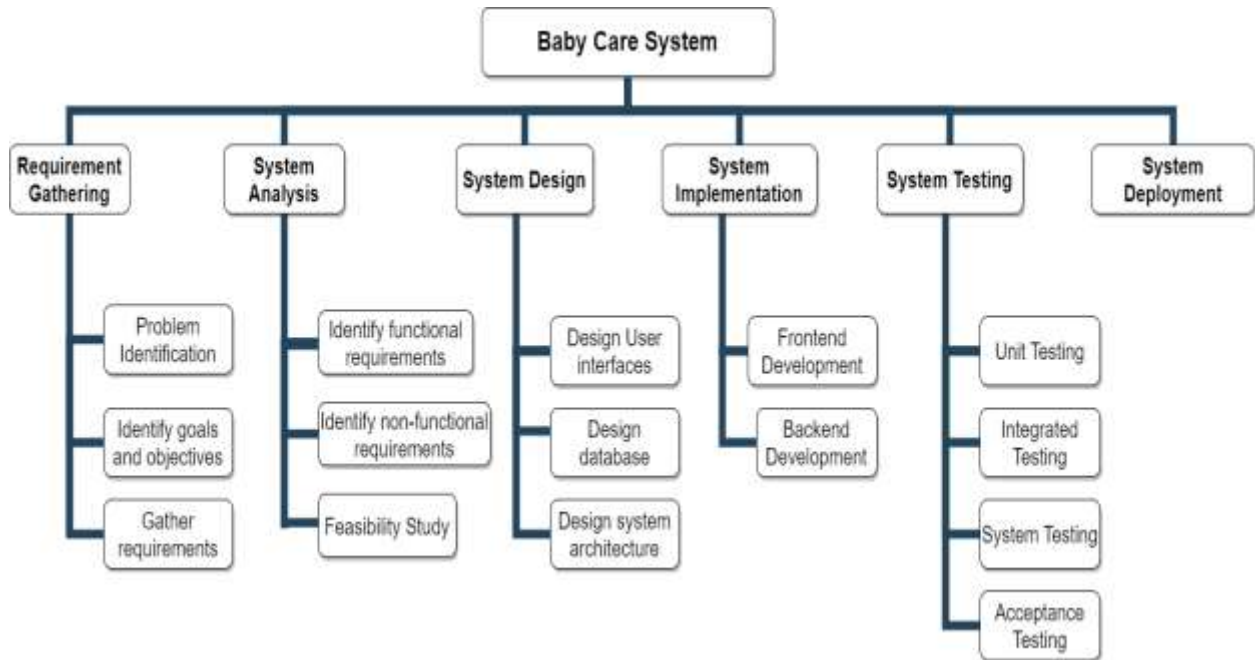 Baby Care System
Requirement
Gathering
System
Analysis
System Design
System
Implementation
System Testing
System
Deployment
Problem
Identification
Identify goals
and objectives
Gather
requirements
Identify functional
requirements
Identify non-functional
requirements
Feasibility Study
Design User
interfaces
Design
database
Design system
architecture
Frontend
Development
Backend
Development
Unit Testing
Integrated
Testing
System Testing
Acceptance
Testing